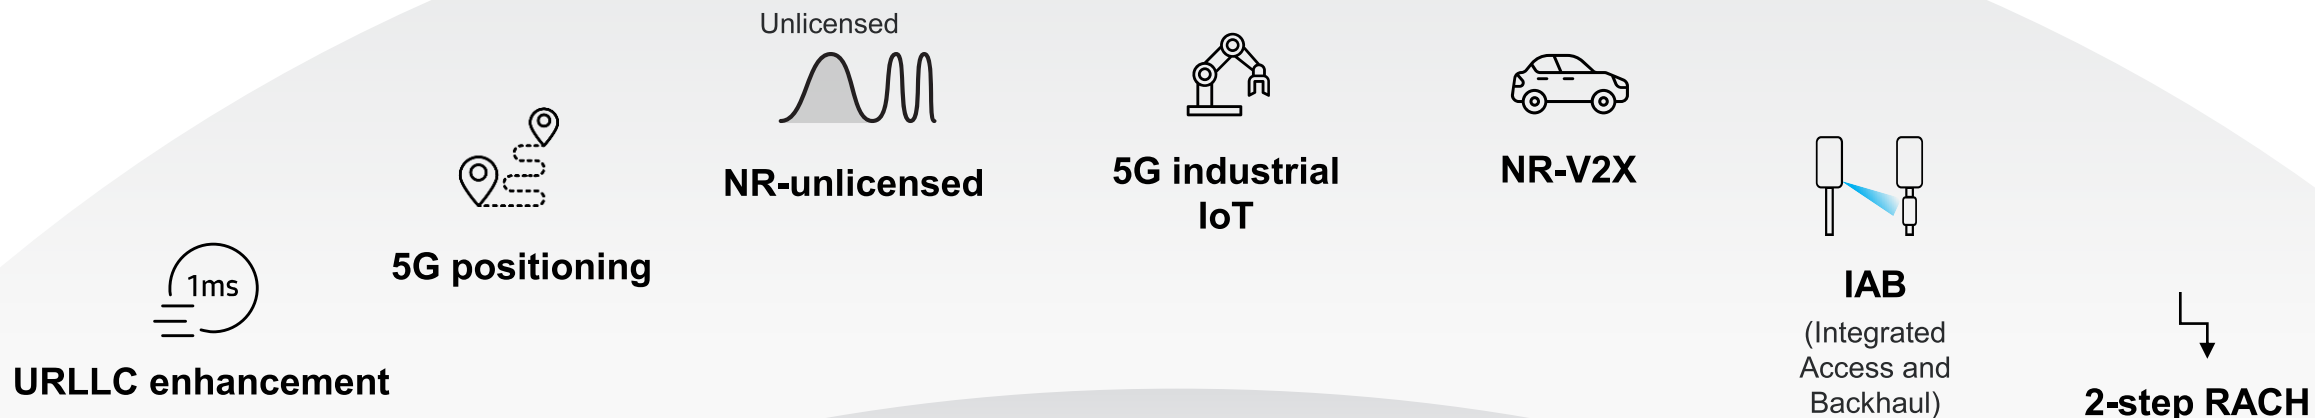 1ms
URLLC enhancement
5G positioning
Unlicensed
NR-unlicensed
5G industrial
IoT
NR-V2X
IAB
(Integrated
Access and
Backhaul)
2-step RACH